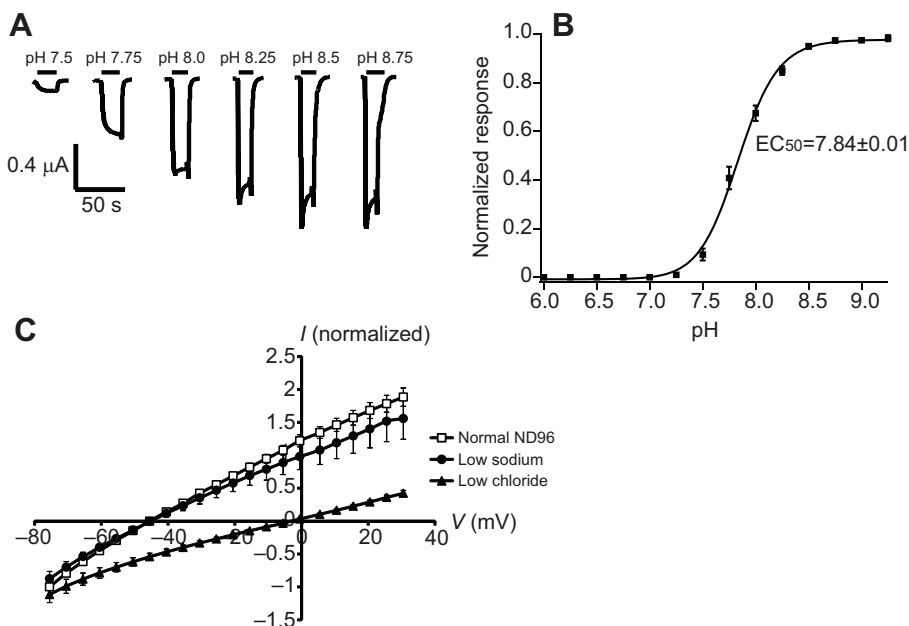 A
pH 7.5 pH 7.75 pH 8.0 pH 8.25 pH 8.5 pH 8.75
0.4 μA
50 s
B
Normalized response
1.0
0.8
0.6
0.4
0.2
0
EC50=7.84±0.01
6.0 6.5 7.0 7.5 8.0 8.5 9.0
pH
C
I (normalized)
2.5
2
1.5
0.5
0
–0.5
–1
–1.5
–80 –60 –40 –20 0 20 40
V (mV)
Normal ND96
Low sodium
Low chloride